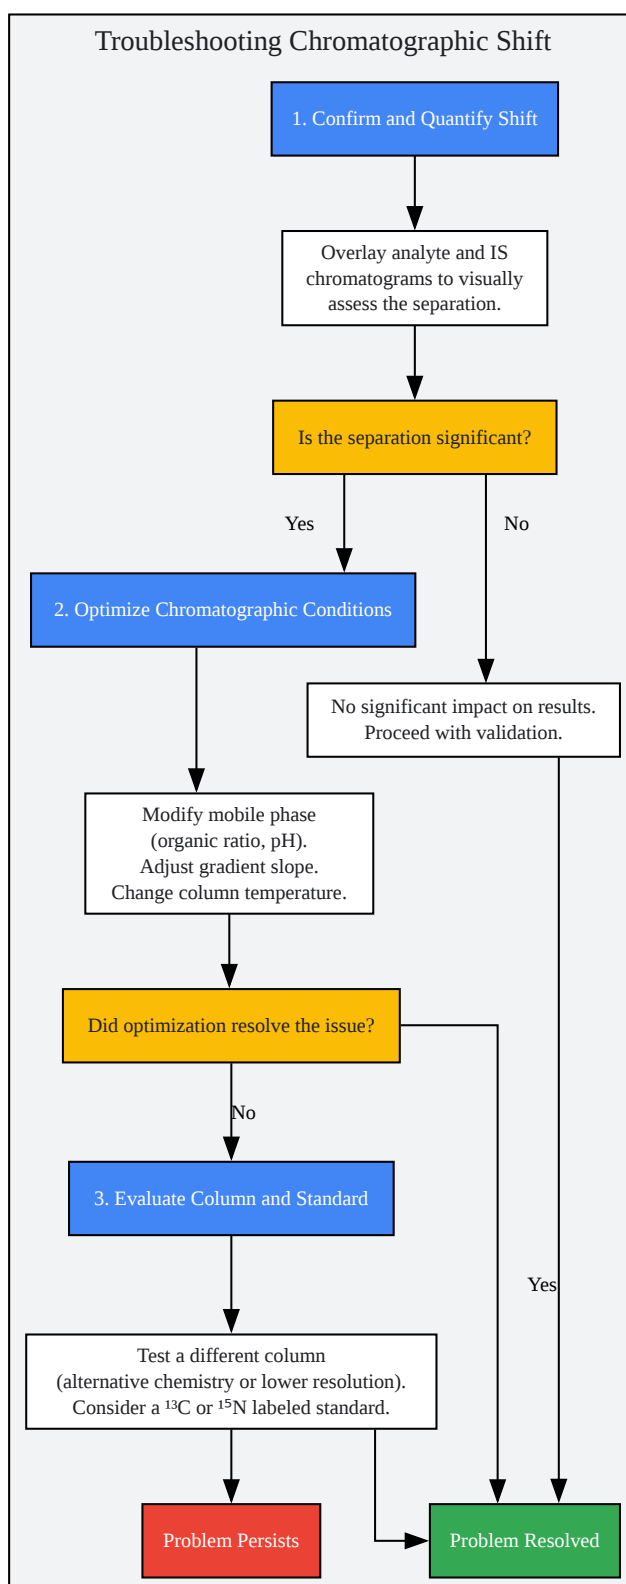 Troubleshooting Chromatographic Shift
1. Confirm and Quantify Shift
Overlay analyte and IS
chromatograms to visually
assess the separation.
Is the separation significant?
Yes
No
2. Optimize Chromatographic Conditions
No significant impact on results.
Proceed with validation.
Modify mobile phase
(organic ratio, pH).
Adjust gradient slope.
Change column temperature.
Did optimization resolve the issue?
No
3. Evaluate Column and Standard
Yes
Test a different column
(alternative chemistry or lower resolution).
Consider a ¹³C or ¹⁵N labeled standard.
Problem Persists
Problem Resolved